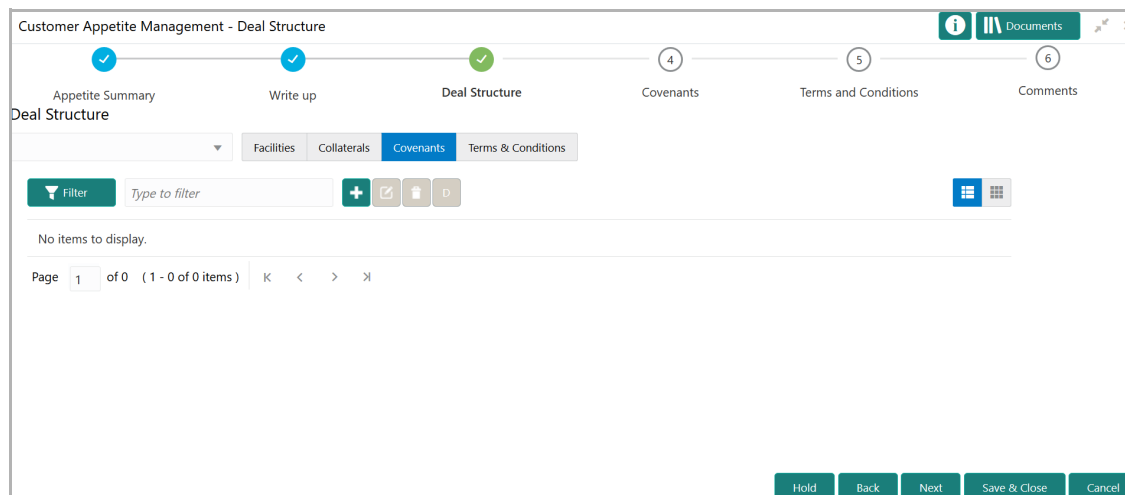 Customer Appetite Management - Deal Structure
i Documents
4 5 6
Appetite Summary Write up Deal Structure Covenants Terms and Conditions Comments
Deal Structure
Facilities Collaterals Covenants Terms & Conditions
Filter Type to filter D
No items to display.
Page 1 of 0 ( 1 - 0 of 0 items )
Hold Back Next Save & Close Cancel